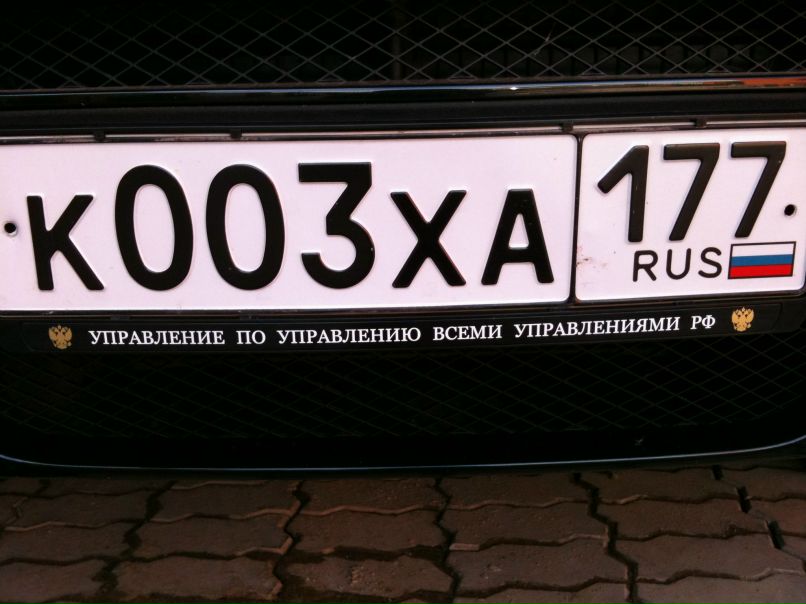 К003ХА 177
RUS
УПРАВЛЕНИЕ ПО УПРАВЛЕНИЮ ВСЕМИ УПРАВЛЕНИЯМИ РФ